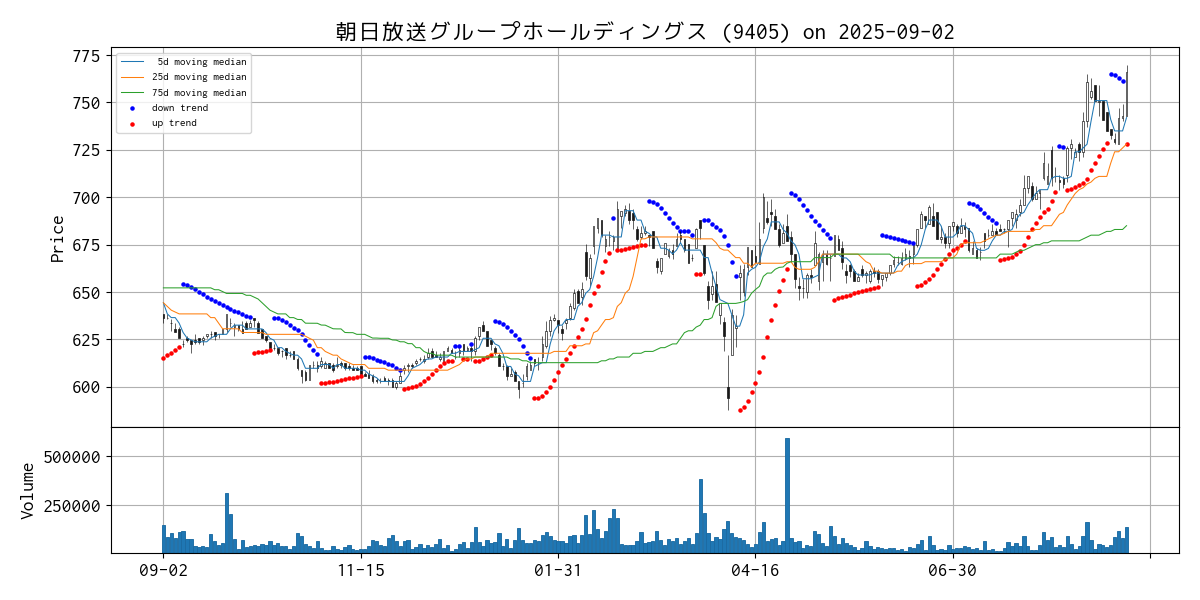 朝日放送グループホールディングス (9405) on 2025-09-02
775
750
725
700
675
650
625
600
Price
5d moving median
25d moving median
75d moving median
down trend
up trend
500000
250000
Volume
09-02
11-15
01-31
04-16
06-30